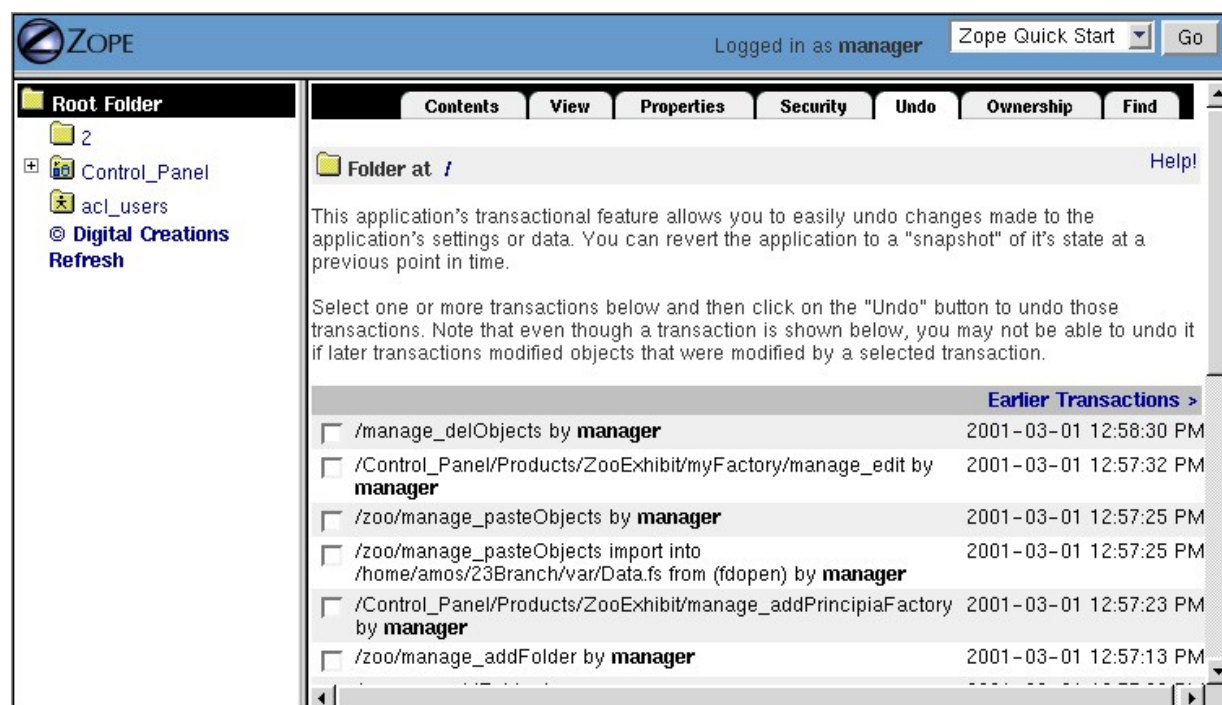 ZOPE
Logged in as manager
Zope Quick Start
Go
Root Folder
2
Control_Panel
acl_users
© Digital Creations
Refresh
Contents View Properties Security Undo Ownership Find
Folder at /
Help!
This application's transactional feature allows you to easily undo changes made to the
application's settings or data. You can revert the application to a "snapshot" of it's state at a
previous point in time.
Select one or more transactions below and then click on the "Undo" button to undo those
transactions. Note that even though a transaction is shown below, you may not be able to undo it
if later transactions modified objects that were modified by a selected transaction.
Earlier Transactions >
/manage_delObjects by manager 2001-03-01 12:58:30 PM
/Control_Panel/Products/ZooExhibit/myFactory/manage_edit by 2001-03-01 12:57:32 PM
manager
/zoo/manage_pasteObjects by manager 2001-03-01 12:57:25 PM
/zoo/manage_pasteObjects import into 2001-03-01 12:57:25 PM
/home/amos/23Branch/var/Data.fs from (fdopen) by manager
/Control_Panel/Products/ZooExhibit/manage_addPrincipiaFactory 2001-03-01 12:57:23 PM
by manager
/zoo/manage_addFolder by manager 2001-03-01 12:57:13 PM